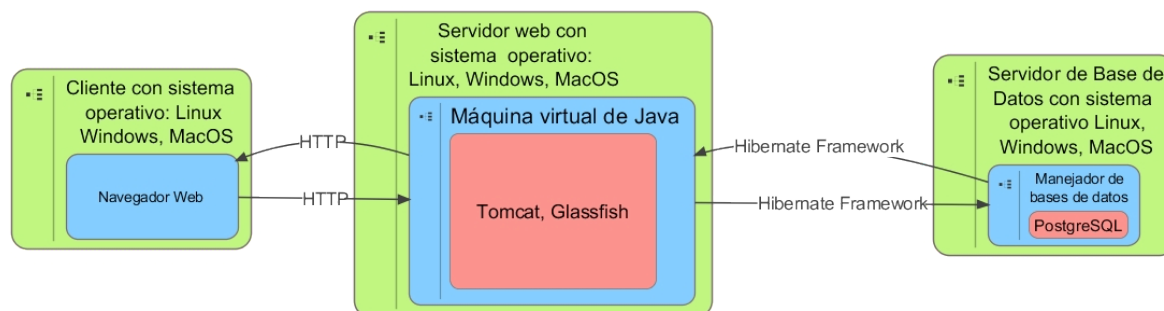 Cliente con sistema
operativo: Linux
Windows, MacOS
Navegador Web
HTTP
HTTP
Servidor web con
sistema operativo:
Linux, Windows, MacOS
Máquina virtual de Java
Tomcat, Glassfish
Hibernate Framework
Hibernate Framework
Servidor de Base de
Datos con sistema
operativo Linux,
Windows, MacOS
Manejador de
bases de datos
PostgreSQL